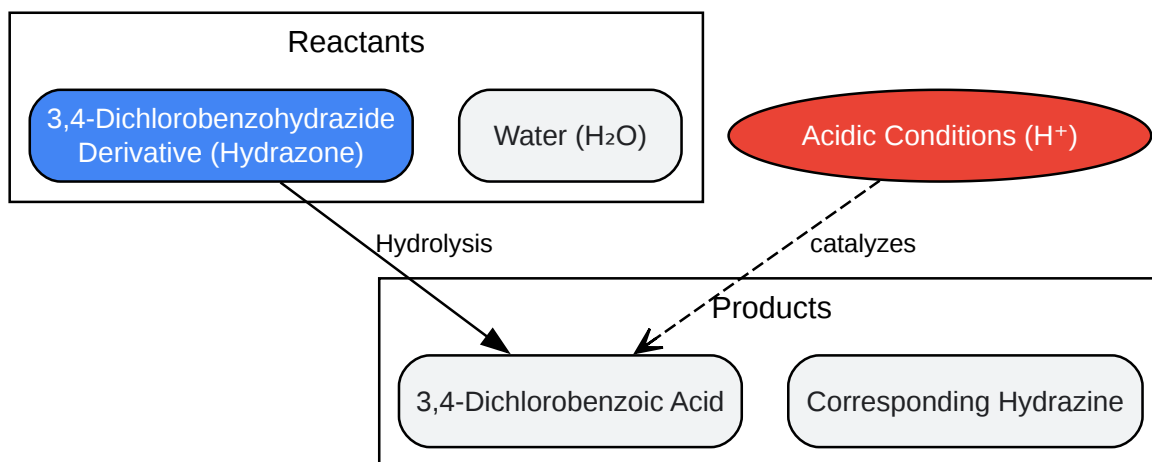 Reactants
3,4-Dichlorobenzohydrazide
Derivative (Hydrazone)
Water (H₂O)
Acidic Conditions (H⁺)
Hydrolysis
catalyzes
Products
3,4-Dichlorobenzoic Acid
Corresponding Hydrazine